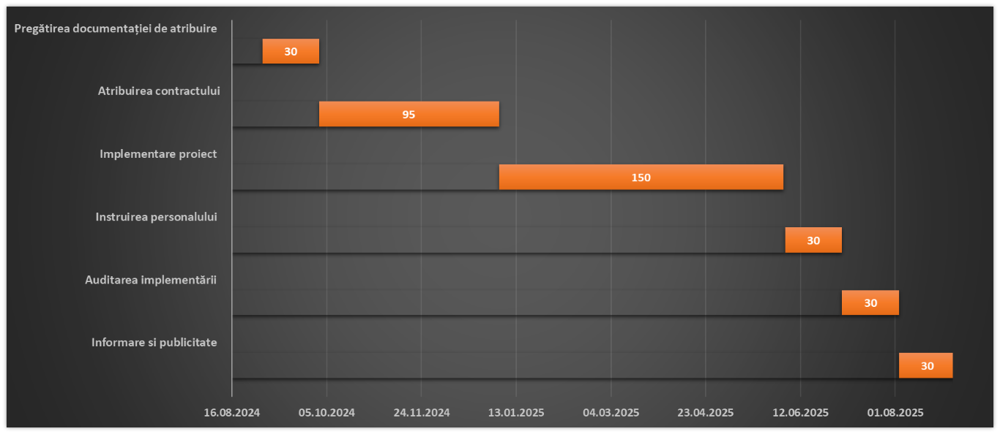 Pregătirea documentației de atribuire
30
Atribuirea contractului
95
Implementare proiect
150
Instruirea personalului
30
Auditarea implementării
30
Informare si publicitate
30
16.08.2024 05.10.2024 24.11.2024 13.01.2025 04.03.2025 23.04.2025 12.06.2025 01.08.2025